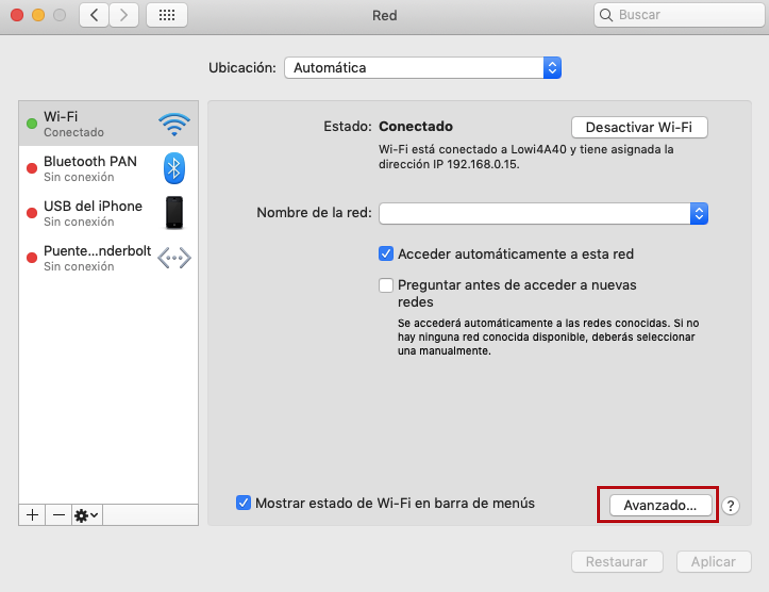 Red
Buscar
Ubicación: Automática
Wi-Fi
Conectado
Bluetooth PAN
Sin conexión
USB del iPhone
Sin conexión
Puente...nderbolt
Sin conexión
Estado: Conectado
Desactivar Wi-Fi
Wi-Fi está conectado a Lowi4A40 y tiene asignada la
dirección IP 192.168.0.15.
Nombre de la red:
Acceder automáticamente a esta red
Preguntar antes de acceder a nuevas
redes
Se accederá automáticamente a las redes conocidas. Si no
hay ninguna red conocida disponible, deberás seleccionar
una manualmente.
Mostrar estado de Wi-Fi en barra de menús
Avanzado...
?
Restaurar
Aplicar